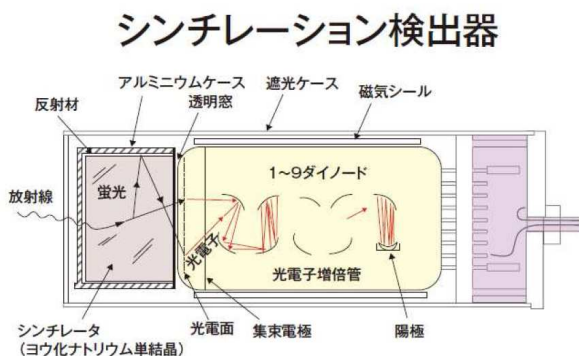 シンチレーション検出器
アルミニウムケース
反射材
透明窓
遮光ケース
磁気シール
1～9ダイノード
蛍光
放射線
光電子
光電子増倍管
シンチレータ
（ヨウ化ナトリウム単結晶）
光電面
集束電極
陽極